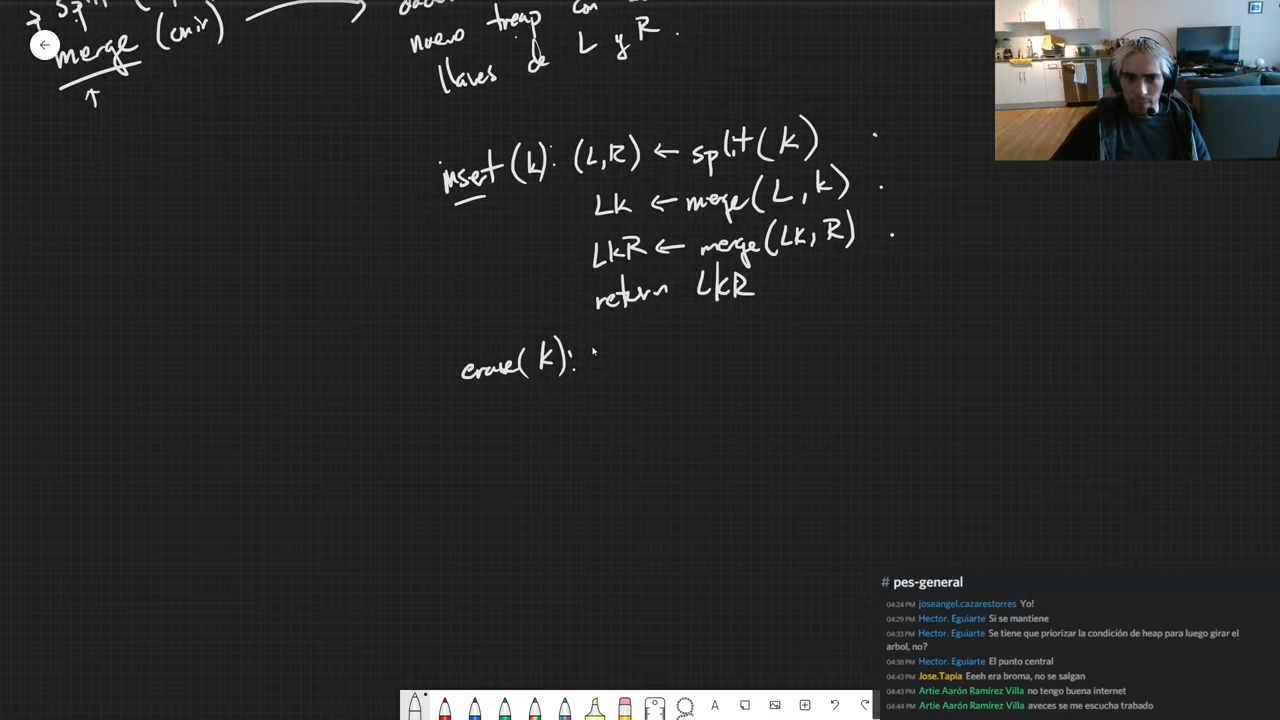 merge (unir)
nuevo treap con
llaves de L y R.
insert(k): (L,R) ← split(k)
Lk ← merge(L,k)
LkR ← merge(Lk,R)
return LkR
erase(k):
# pes-general
04:24 PM joseangel.cazarestorres Yo!
04:29 PM Hector. Eguiarte Si se mantiene
04:33 PM Hector. Eguiarte Se tiene que priorizar la condición de heap para luego girar el
arbol, no?
04:38 PM Hector. Eguiarte El punto central
04:43 PM Jose.Tapia Eeeh era broma, no se salgan
04:43 PM Artie Aarón Ramírez Villa no tengo buena internet
04:44 PM Artie Aarón Ramírez Villa aveces se me escucha trabado